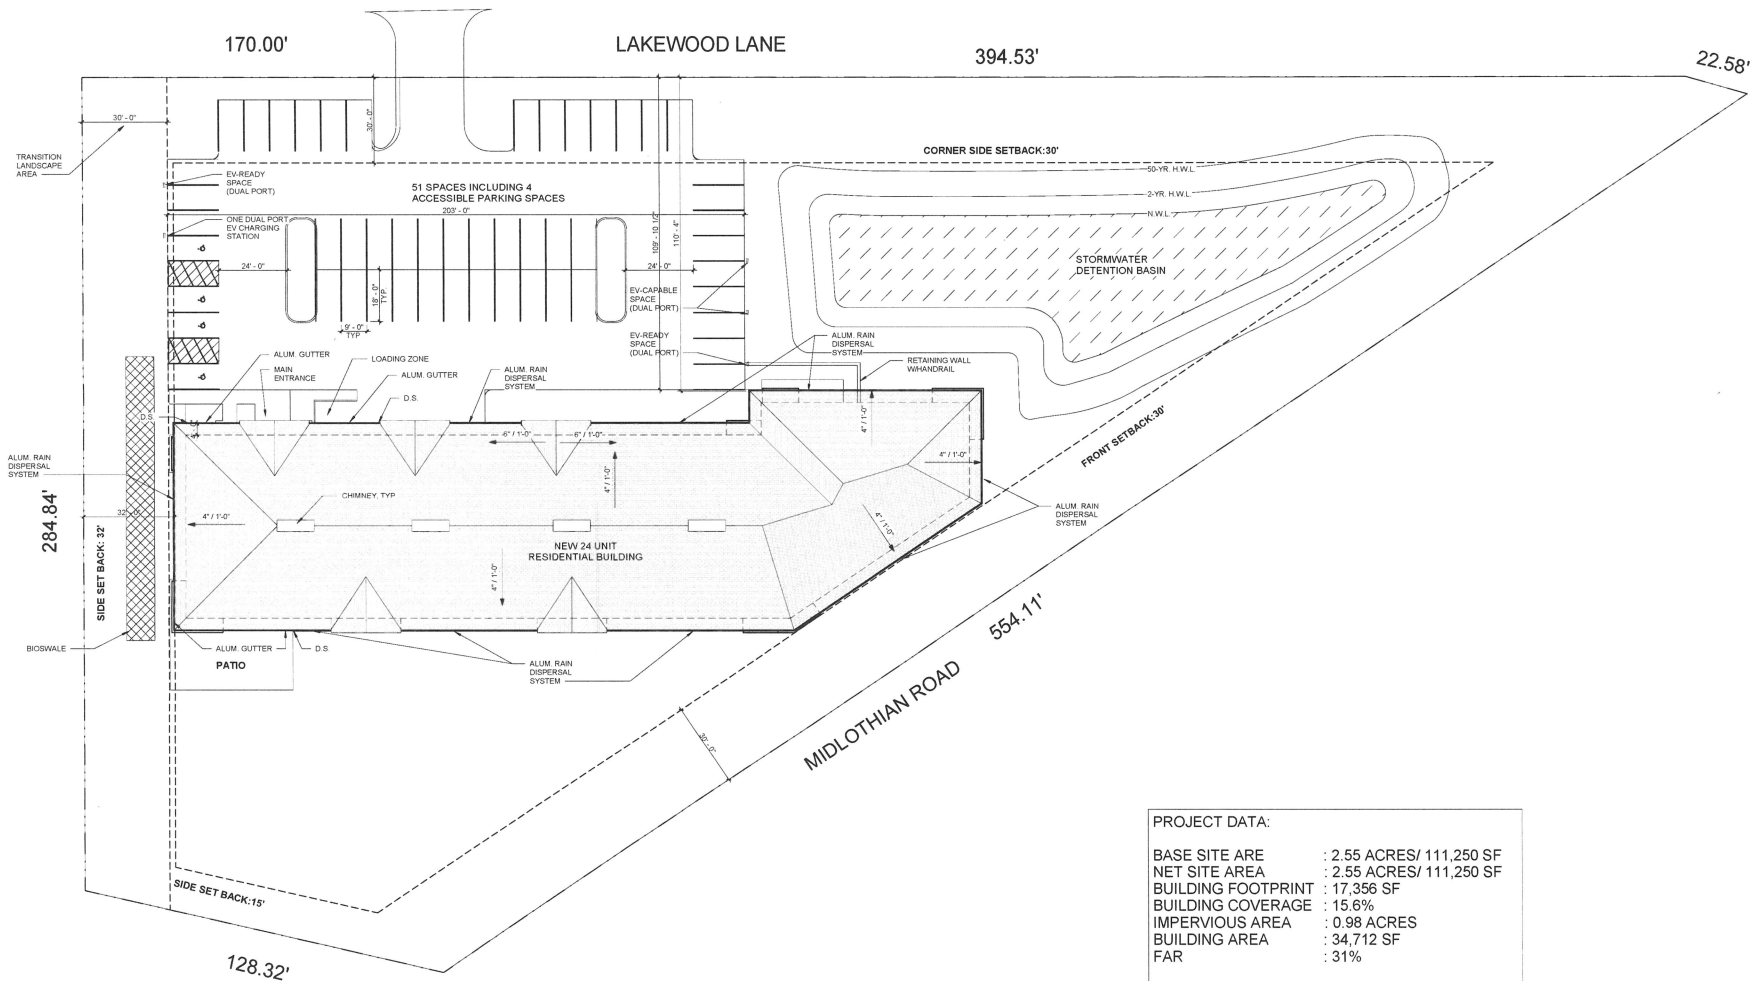 170.00'
LAKEWOOD LANE
394.53'
22.58'
30' - 0"
30' - 0"
TRANSITION
LANDSCAPE
AREA
EV-READY
SPACE
(DUAL PORT)
51 SPACES INCLUDING 4
ACCESSIBLE PARKING SPACES
203' - 0"
ONE DUAL PORT
EV CHARGING
STATION
24' - 0"
24' - 0"
18' - 0"
TYP.
9' - 0"
TYP
109' - 10 1/2"
110' - 4"
CORNER SIDE SETBACK:30'
50-YR. H.W.L.
2-YR. H.W.L.
N.W.L.
STORMWATER
DETENTION BASIN
EV-CAPABLE
SPACE
(DUAL PORT)
EV-READY
SPACE
(DUAL PORT)
ALUM. RAIN
DISPERSAL
SYSTEM
RETAINING WALL
W/HANDRAIL
ALUM. GUTTER
MAIN
ENTRANCE
LOADING ZONE
ALUM. GUTTER
D.S.
ALUM. RAIN
DISPERSAL
SYSTEM
D.S.
6" / 1'-0"
6" / 1'-0"
4" / 1'-0"
4" / 1'-0"
4" / 1'-0"
FRONT SETBACK:30'
ALUM. RAIN
DISPERSAL
SYSTEM
284.84'
SIDE SET BACK: 32'
32' - 0"
4" / 1'-0"
CHIMNEY, TYP
NEW 24 UNIT
RESIDENTIAL BUILDING
4" / 1'-0"
4" / 1'-0"
ALUM. RAIN
DISPERSAL
SYSTEM
BIOSWALE
ALUM. GUTTER
D.S.
PATIO
ALUM. RAIN
DISPERSAL
SYSTEM
554.11'
MIDLOTHIAN ROAD
30' - 0"
SIDE SET BACK:15'
128.32'
PROJECT DATA:
BASE SITE ARE : 2.55 ACRES/ 111,250 SF
NET SITE AREA : 2.55 ACRES/ 111,250 SF
BUILDING FOOTPRINT : 17,356 SF
BUILDING COVERAGE : 15.6%
IMPERVIOUS AREA : 0.98 ACRES
BUILDING AREA : 34,712 SF
FAR : 31%